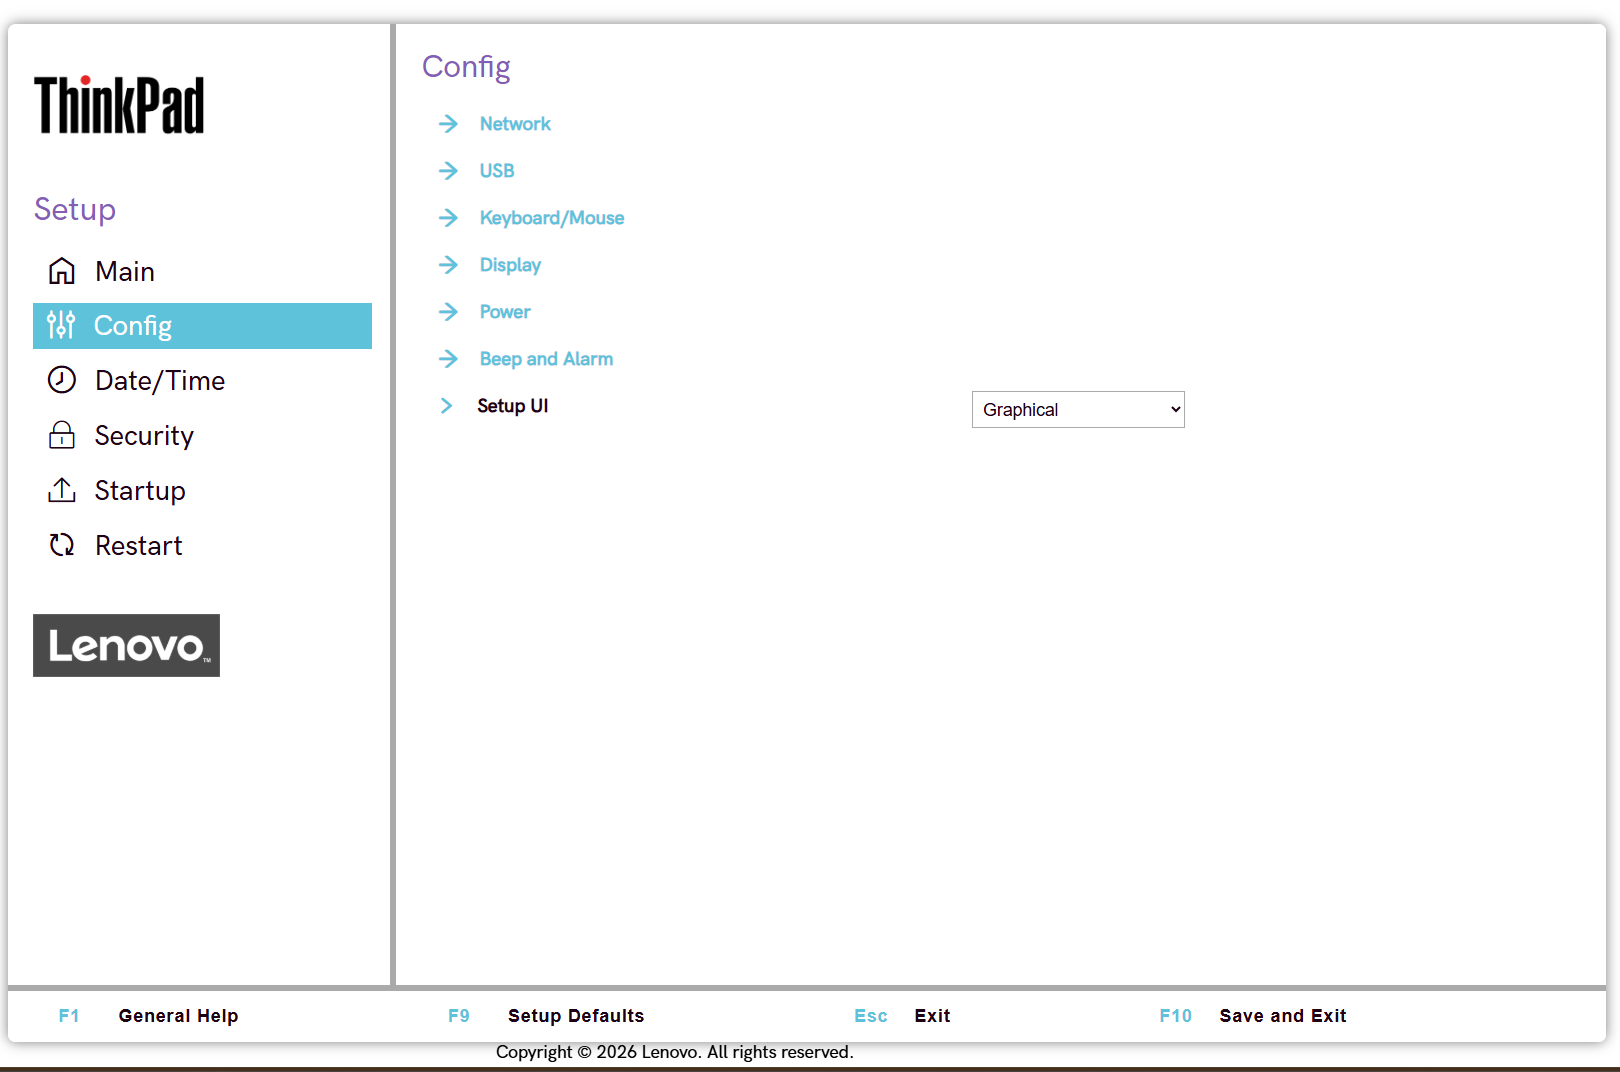 ThinkPad
Setup
Main
Config
Date/Time
Security
Startup
Restart
Lenovo™
Config
Network
USB
Keyboard/Mouse
Display
Power
Beep and Alarm
Setup UI Graphical
F1 General Help F9 Setup Defaults Esc Exit F10 Save and Exit
Copyright © 2026 Lenovo. All rights reserved.